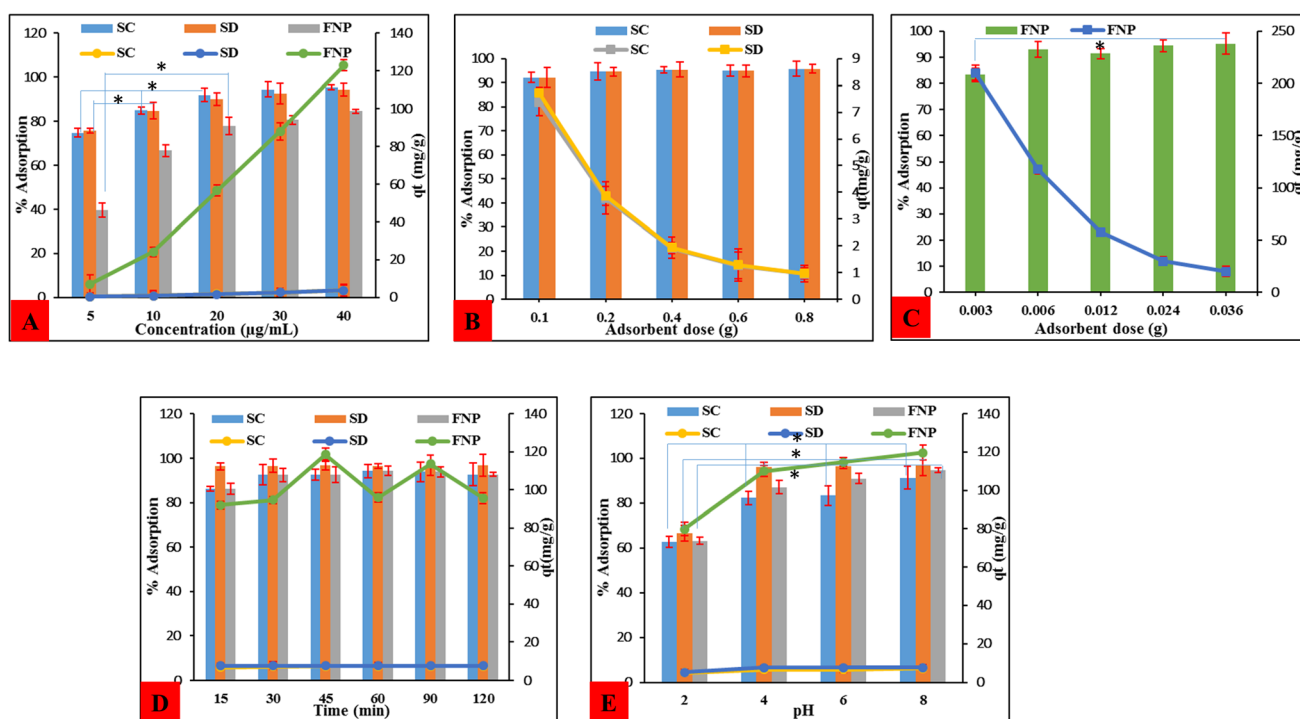 SC SD FNP
SC SD FNP
120 140
100 120
80 100
60 80
40 60
20 40
0 20
0
% Adsorption
qt (mg/g)
* * * *
5 10 20 30 40
Concentration (µg/mL)
A
SC SD
SC SD
100 9
90 8
80 7
70 6
60 5
50 4
40 3
30 2
20 1
10 0
0
% Adsorption
qt(mg/g)
0.1 0.2 0.4 0.6 0.8
Adsorbent dose (g)
B
FNP FNP
100 250
90 200
80 150
70 100
60 50
50 0
40
30
20
10
0
% Adsorption
qt (mg/g)
*
0.003 0.006 0.012 0.024 0.036
Adsorbent dose (g)
C
SC SD FNP
SC SD FNP
120 140
100 120
80 100
60 80
40 60
20 40
0 20
0
% Adsorption
qt(mg/g)
15 30 45 60 90 120
Time (min)
D
SC SD FNP
SC SD FNP
120 140
100 120
80 100
60 80
40 60
20 40
0 20
0
% Adsorption
qt (mg/g)
*
*
*
2 4 6 8
pH
E